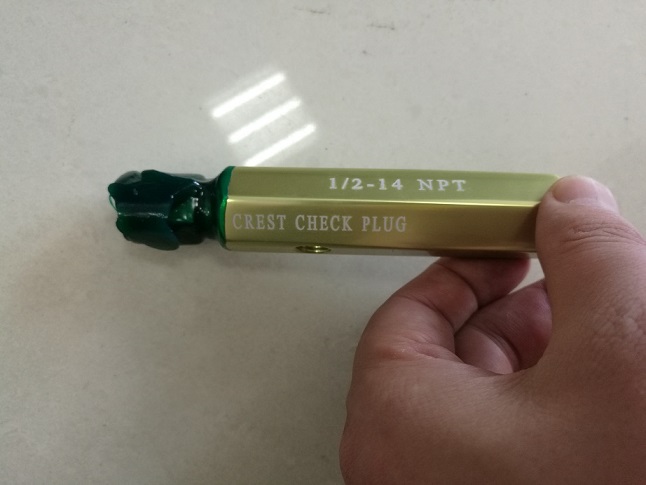 1/2-14 NPT
CREST CHECK PLUG